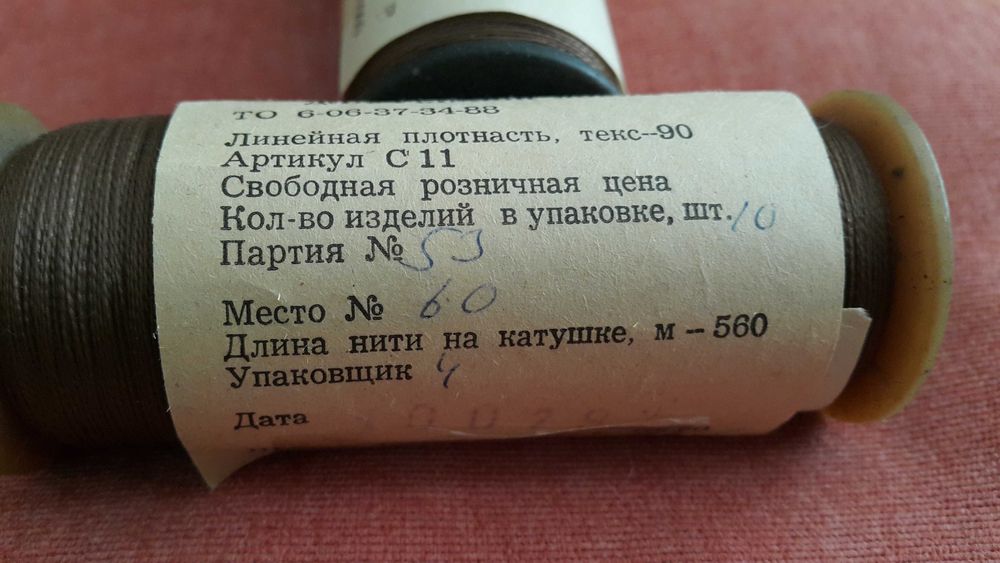 ТО 6-06-37-34-88
Линейная плотнасть, текс--90
Артикул С 11
Свободная розничная цена
Кол-во изделий в упаковке, шт. 10
Партия № 53
Место № 60
Длина нити на катушке, м – 560
Упаковщик 4
Дата